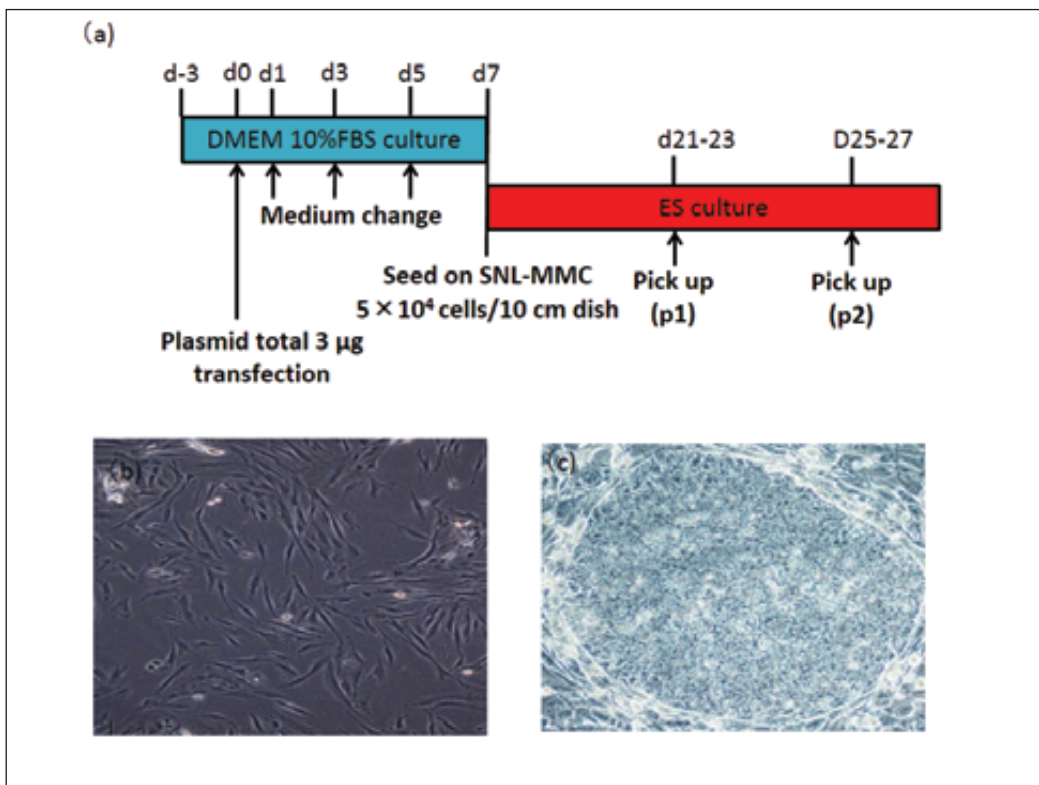 (a)
d-3 d0 d1 d3 d5 d7
DMEM 10%FBS culture
d21-23 D25-27
ES culture
Medium change
Seed on SNL-MMC
5 × 10⁴ cells/10 cm dish
Pick up
(p1)
Pick up
(p2)
Plasmid total 3 μg
transfection
(b)
(c)